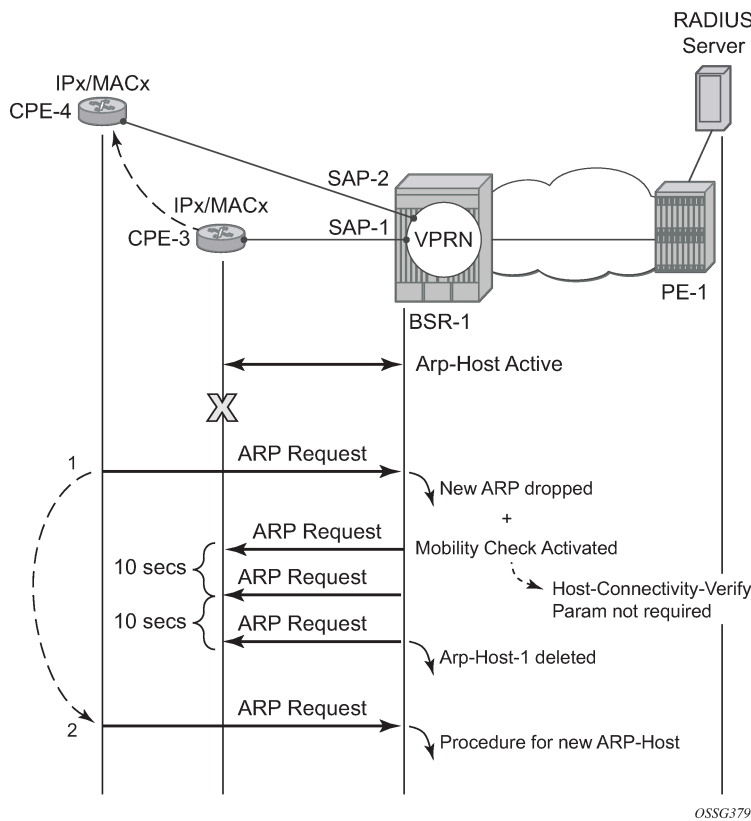 RADIUS
Server
IPx/MACx
CPE-4
SAP-2
IPx/MACx
CPE-3
SAP-1
VPRN
PE-1
BSR-1
Arp-Host Active
X
1
ARP Request
New ARP dropped
+
ARP Request
Mobility Check Activated
10 secs
ARP Request
Host-Connectivity-Verify
Param not required
10 secs
ARP Request
Arp-Host-1 deleted
2
ARP Request
Procedure for new ARP-Host
OSSG379